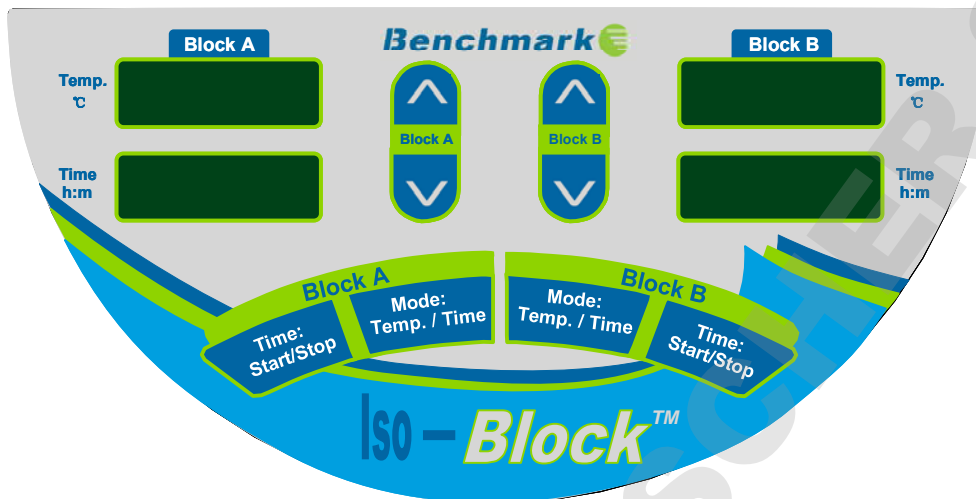 Block A
Benchmark
Block B
Temp.
℃
Time
h:m
Block A
Block B
Temp.
℃
Time
h:m
Block A
Time:
Start/Stop
Mode:
Temp. / Time
Block B
Mode:
Temp. / Time
Time:
Start/Stop
Iso – Block™